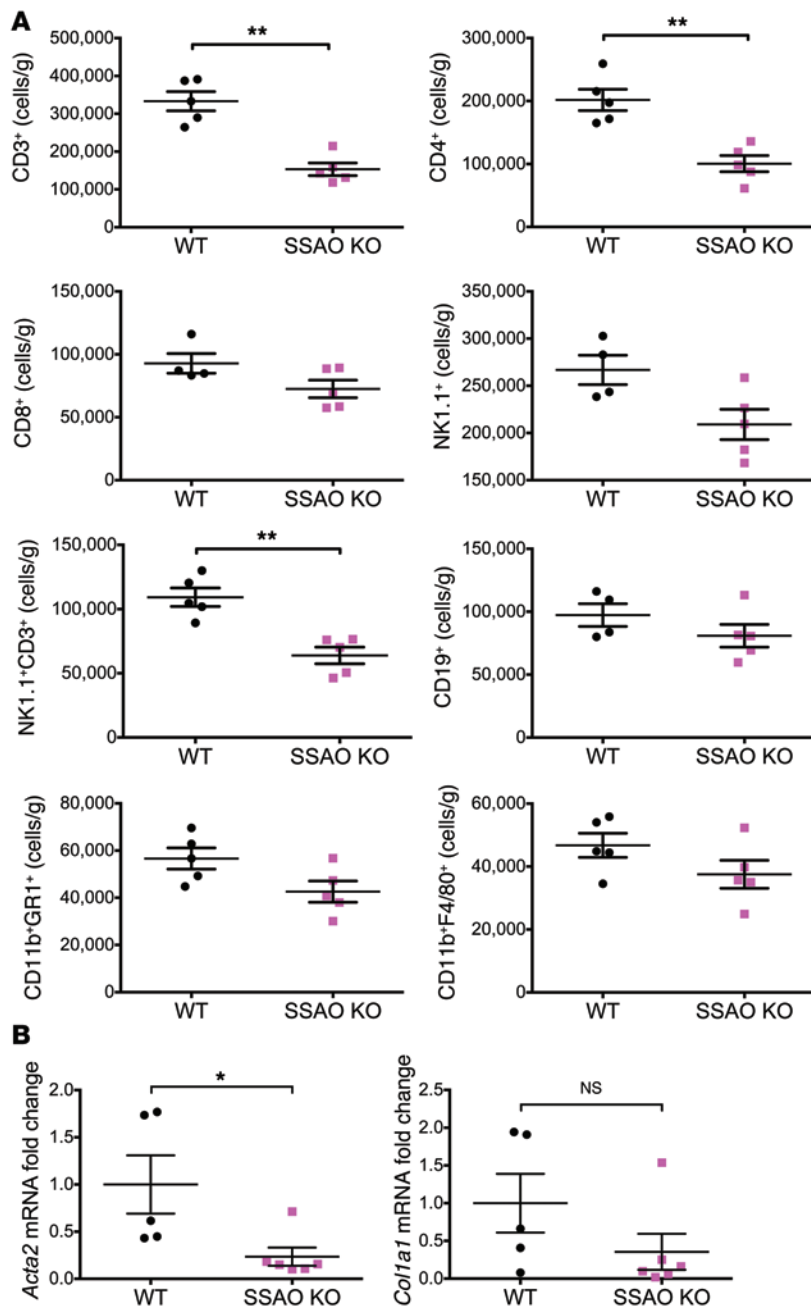 A
CD3⁺ (cells/g)
500,000
400,000
300,000
200,000
100,000
0
**
WT
SSAO KO
CD4⁺ (cells/g)
300,000
200,000
100,000
0
**
WT
SSAO KO
CD8⁺ (cells/g)
150,000
100,000
50,000
0
WT
SSAO KO
NK1.1⁺ (cells/g)
350,000
300,000
250,000
200,000
150,000
WT
SSAO KO
NK1.1⁺CD3⁺ (cells/g)
150,000
100,000
50,000
0
**
WT
SSAO KO
CD19⁺ (cells/g)
150,000
100,000
50,000
0
WT
SSAO KO
CD11b⁺GR1⁺ (cells/g)
80,000
60,000
40,000
20,000
0
WT
SSAO KO
CD11b⁺F4/80⁺ (cells/g)
60,000
40,000
20,000
0
WT
SSAO KO
B
Acta2 mRNA fold change
2.0
1.5
1.0
0.5
0.0
*
WT
SSAO KO
Col1a1 mRNA fold change
2.5
2.0
1.5
1.0
0.5
0.0
NS
WT
SSAO KO